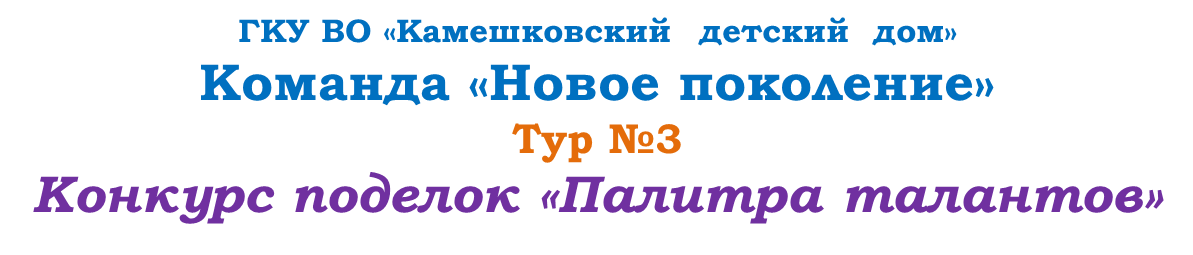 ГКУ ВО «Камешковский детский дом»
Команда «Новое поколение»
Тур №3
Конкурс поделок «Палитра талантов»